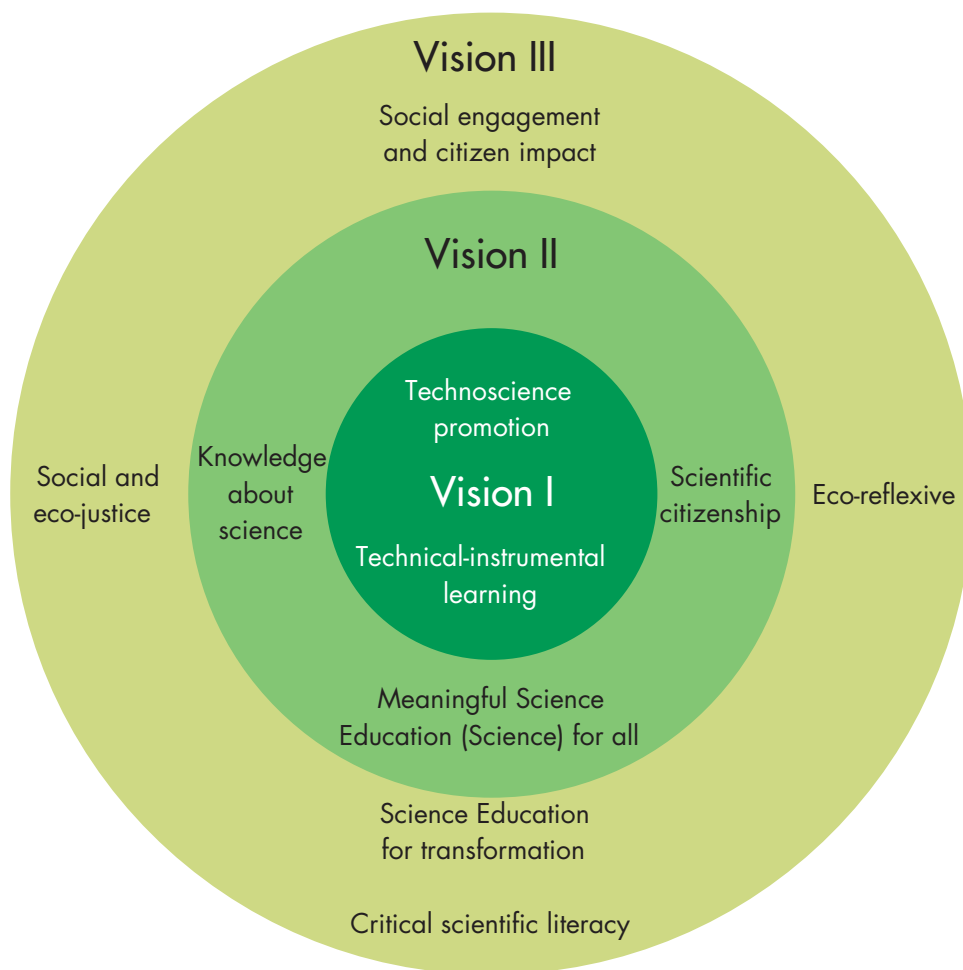 Vision III
Social engagement
and citizen impact
Vision II
Technoscience
promotion
Vision I
Technical-instrumental
learning
Knowledge
about
science
Scientific
citizenship
Social and
eco-justice
Eco-reflexive
Meaningful Science
Education (Science) for all
Science Education
for transformation
Critical scientific literacy